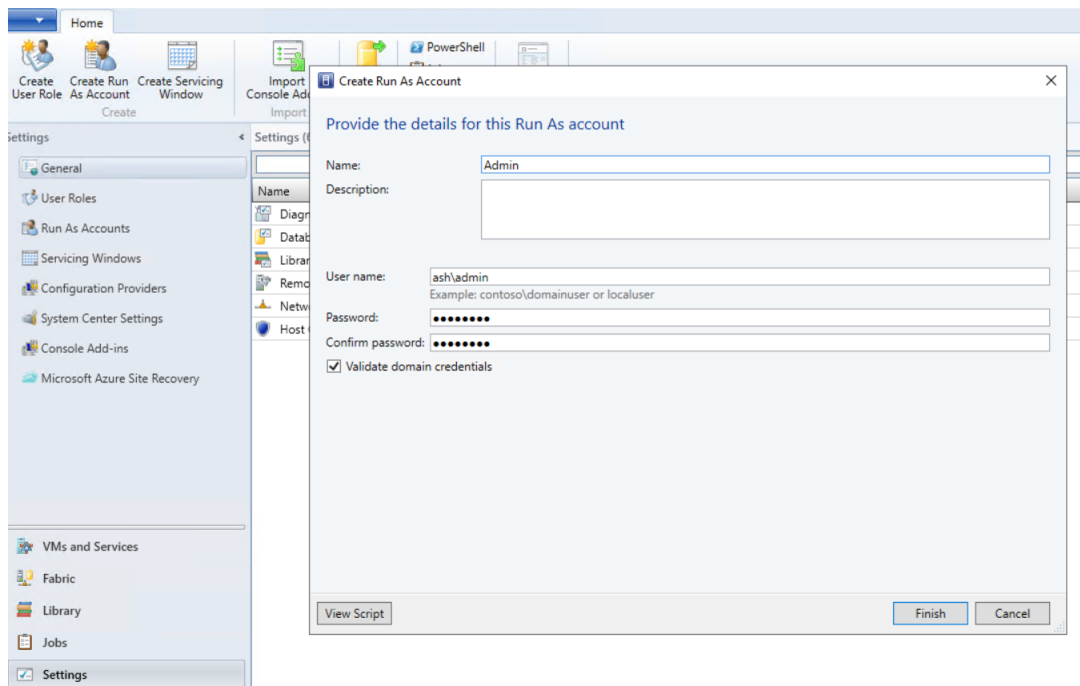 Home
PowerShell
Create User Role
Create Run As Account
Create Servicing Window
Import Console Ad
Create
Import
Settings
General
User Roles
Run As Accounts
Servicing Windows
Configuration Providers
System Center Settings
Console Add-ins
Microsoft Azure Site Recovery
VMs and Services
Fabric
Library
Jobs
Settings
Settings (
Name
Diagn
Datab
Librar
Remo
Netw
Host
Create Run As Account
Provide the details for this Run As account
Name: Admin
Description:
User name: ash\admin
Example: contoso\domainuser or localuser
Password: ●●●●●●●●
Confirm password: ●●●●●●●●
Validate domain credentials
View Script
Finish
Cancel